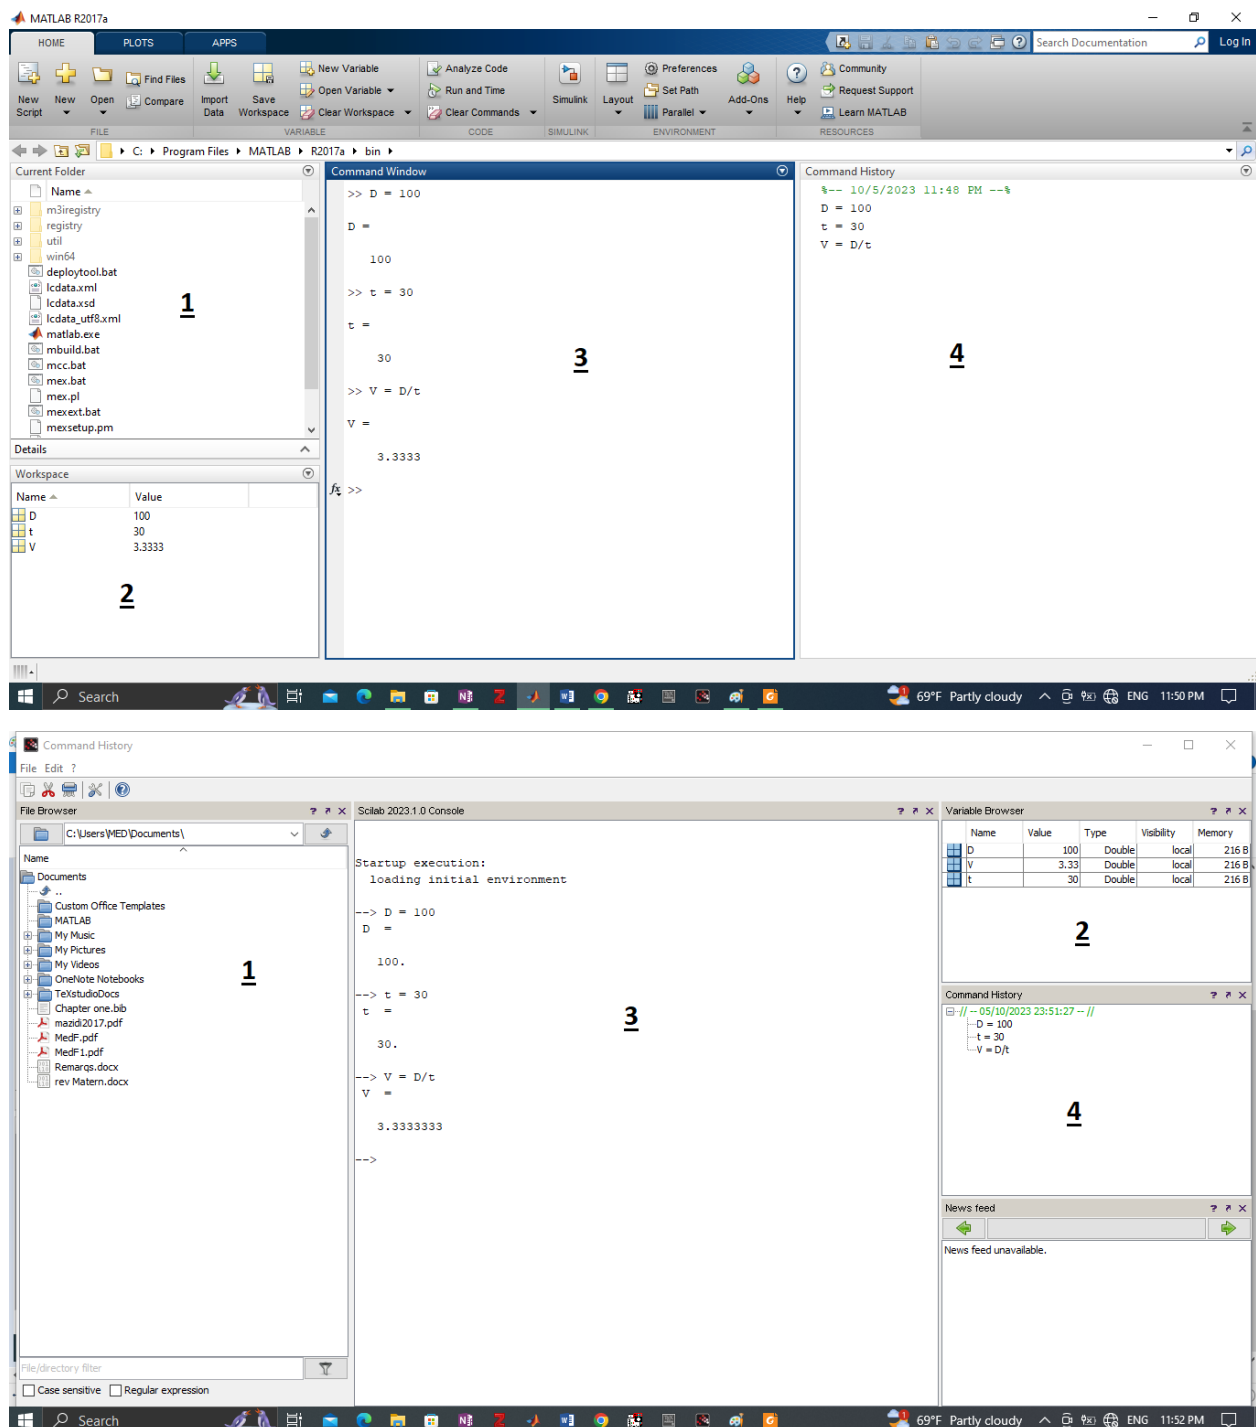 MATLAB R2017a
HOME PLOTS APPS
Search Documentation Log In
New Script
New
Open
Find Files
Compare
Import Data
Save Workspace
New Variable
Open Variable
Clear Workspace
Analyze Code
Run and Time
Clear Commands
Simulink
Layout
Preferences
Set Path
Parallel
Add-Ons
Help
Community
Request Support
Learn MATLAB
FILE VARIABLE CODE SIMULINK ENVIRONMENT RESOURCES
C: Program Files MATLAB R2017a bin
Current Folder
Name
m3iregistry
registry
util
win64
deploytool.bat
lcdata.xml
lcdata.xsd
lcdata_utf8.xml
matlab.exe
mbuild.bat
mcc.bat
mex.bat
mex.pl
mexext.bat
mexsetup.pm
1
Details
Workspace
Name Value
D 100
t 30
V 3.3333
2
Command Window
>> D = 100
D =
100
>> t = 30
t =
30
>> V = D/t
V =
3.3333
fx >>
3
Command History
%-- 10/5/2023 11:48 PM --%
D = 100
t = 30
V = D/t
4
Search
69°F Partly cloudy ENG 11:50 PM
Command History
File Edit ?
File Browser
C:\Users\MED\Documents\
Name
Documents
..
Custom Office Templates
MATLAB
My Music
My Pictures
My Videos
OneNote Notebooks
TeXstudioDocs
Chapter one.bib
mazidi2017.pdf
MedF.pdf
MedF1.pdf
Remarqs.docx
rev Matern.docx
1
File/directory filter
Case sensitive Regular expression
Scilab 2023.1.0 Console
Startup execution:
loading initial environment
--> D = 100
D =
100.
--> t = 30
t =
30.
--> V = D/t
V =
3.3333333
-->
3
Variable Browser
Name Value Type Visibility Memory
D 100 Double local 216 B
V 3.33 Double local 216 B
t 30 Double local 216 B
2
Command History
// -- 05/10/2023 23:51:27 -- //
D = 100
t = 30
V = D/t
4
News feed
News feed unavailable.
Search
69°F Partly cloudy ENG 11:52 PM